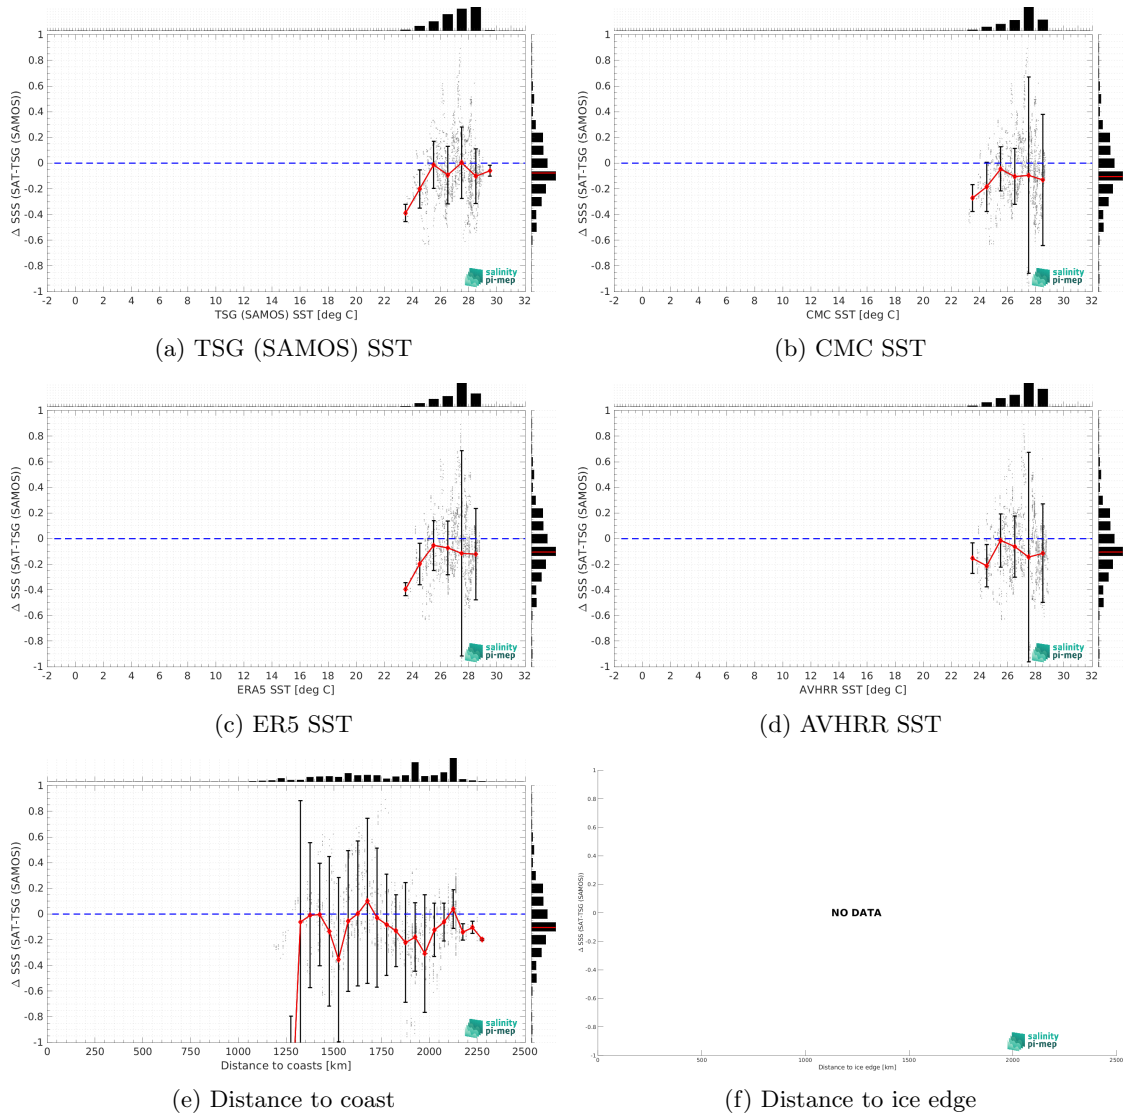 1
0.8
0.6
0.4
0.2
0
-0.2
-0.4
-0.6
-0.8
-1
Δ SSS (SAT-TSG (SAMOS))
salinity
pi-mep
-2 0 2 4 6 8 10 12 14 16 18 20 22 24 26 28 30 32
TSG (SAMOS) SST [deg C]
(a) TSG (SAMOS) SST
1
0.8
0.6
0.4
0.2
0
-0.2
-0.4
-0.6
-0.8
-1
Δ SSS (SAT-TSG (SAMOS))
salinity
pi-mep
-2 0 2 4 6 8 10 12 14 16 18 20 22 24 26 28 30 32
CMC SST [deg C]
(b) CMC SST
1
0.8
0.6
0.4
0.2
0
-0.2
-0.4
-0.6
-0.8
-1
Δ SSS (SAT-TSG (SAMOS))
salinity
pi-mep
-2 0 2 4 6 8 10 12 14 16 18 20 22 24 26 28 30 32
ERA5 SST [deg C]
(c) ER5 SST
1
0.8
0.6
0.4
0.2
0
-0.2
-0.4
-0.6
-0.8
-1
Δ SSS (SAT-TSG (SAMOS))
salinity
pi-mep
-2 0 2 4 6 8 10 12 14 16 18 20 22 24 26 28 30 32
AVHRR SST [deg C]
(d) AVHRR SST
1
0.8
0.6
0.4
0.2
0
-0.2
-0.4
-0.6
-0.8
-1
Δ SSS (SAT-TSG (SAMOS))
salinity
pi-mep
0 250 500 750 1000 1250 1500 1750 2000 2250 2500
Distance to coasts [km]
(e) Distance to coast
1
0.8
0.6
0.4
0.2
0
-0.2
-0.4
-0.6
-0.8
-1
Δ SSS (SAT-TSG (SAMOS))
NO DATA
salinity
pi-mep
0 500 1000 1500 2000 2500
Distance to ice edge [km]
(f) Distance to ice edge